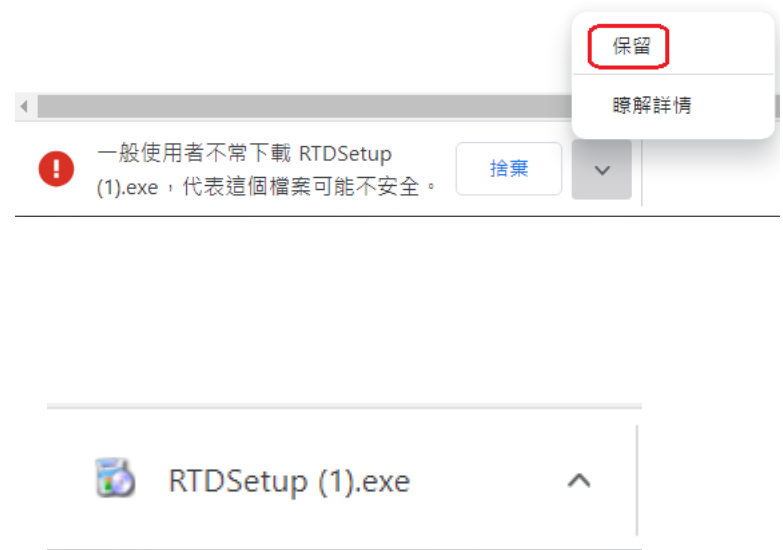 保留
瞭解詳情
一般使用者不常下載 RTDSetup
(1).exe，代表這個檔案可能不安全。
捨棄
RTDSetup (1).exe